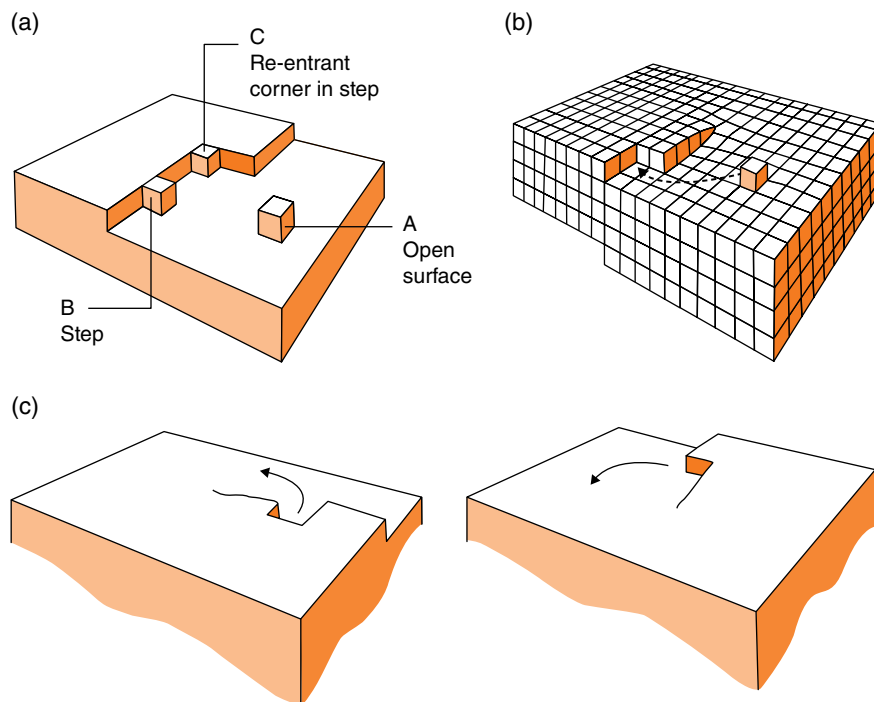 (a)
C
Re-entrant
corner in step
A
Open
surface
B
Step
(b)
(c)